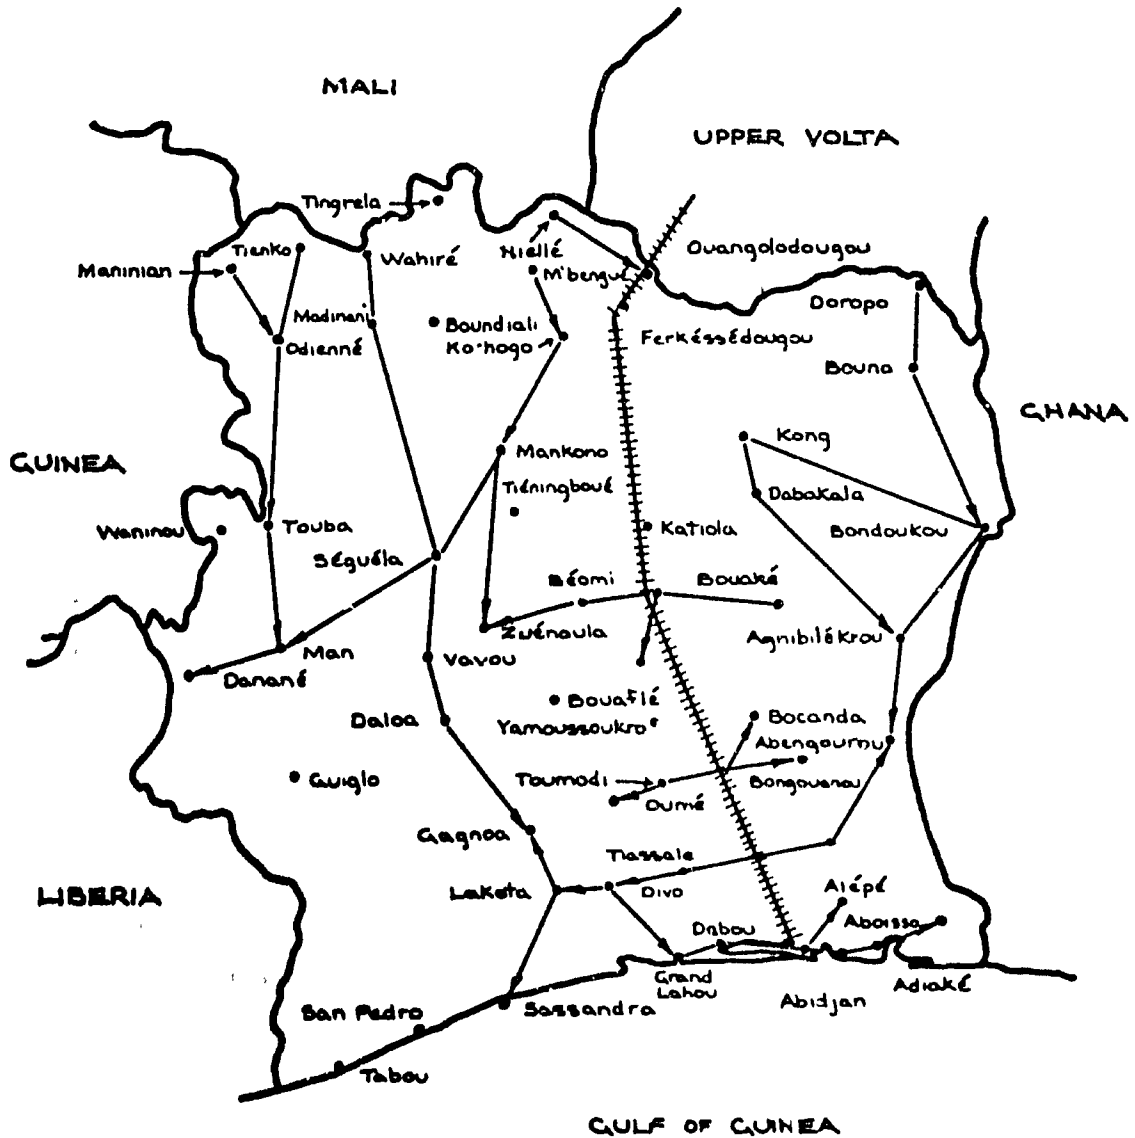 MALI
UPPER VOLTA
Tingrela
Tienko
Wahiré
Niellé
Ouangolodougou
Maninian
M'bengué
Madinani
Boundiali
Doropo
Odienné
Ko·hogo
Ferkéssédougou
Bouna
GHANA
GUINEA
Kong
Mankono
Tiéningboué
Dabakala
Waninou
Touba
Katiola
Bondoukou
Séguéla
Béomi
Bouaké
Zuénoula
Agnibilékrou
Man
Vavou
Danané
Bouaflé
Daloa
Yamoussoukro
Bocanda
Abengourou
Guiglo
Toumodi
Bongouanou
Oumé
Gagnoa
Tiassale
LIBERIA
Lakota
Divo
Alépé
Aboisso
Dabou
Grand
Lahou
Adiaké
Abidjan
San Pedro
Sassandra
Tabou
GULF OF GUINEA